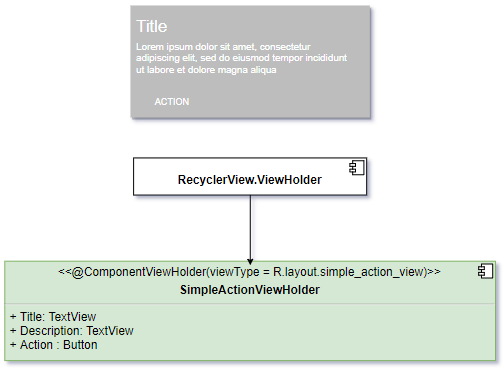 Title
Lorem ipsum dolor sit amet, consectetur
adipiscing elit, sed do eiusmod tempor incididunt
ut labore et dolore magna aliqua
ACTION
RecyclerView.ViewHolder
<<@ComponentViewHolder(viewType = R.layout.simple_action_view)>>
SimpleActionViewHolder
+ Title: TextView
+ Description: TextView
+ Action : Button